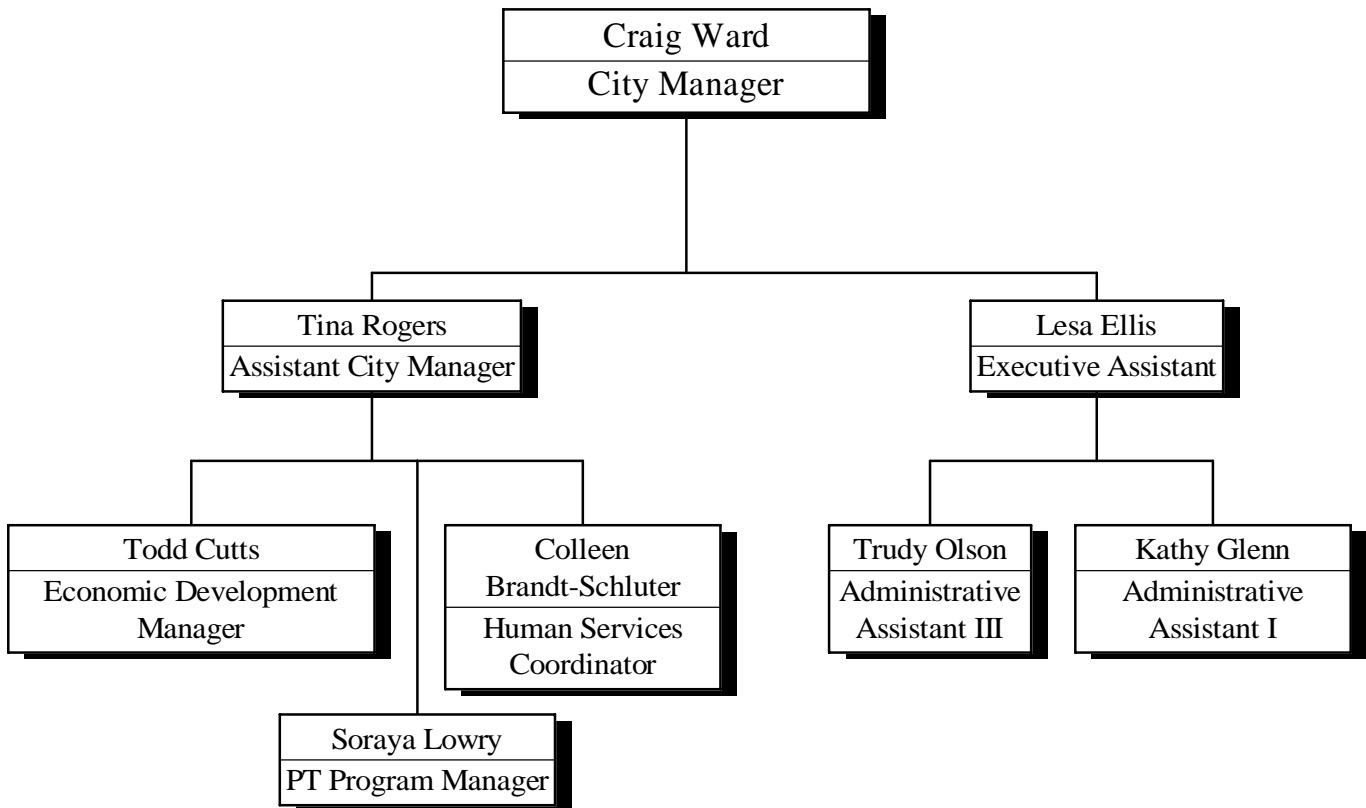 Craig Ward
City Manager
Tina Rogers
Assistant City Manager
Lesa Ellis
Executive Assistant
Todd Cutts
Economic Development
Manager
Colleen
Brandt-Schluter
Human Services
Coordinator
Trudy Olson
Administrative
Assistant III
Kathy Glenn
Administrative
Assistant I
Soraya Lowry
PT Program Manager